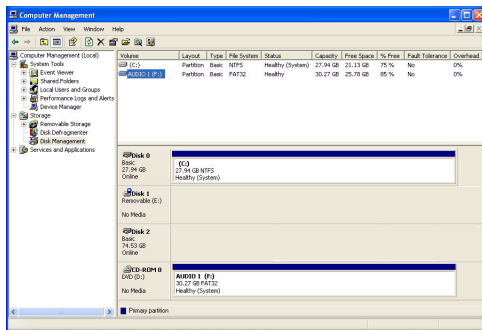 Computer Management
File Action View Window Help
Computer Management (Local)
System Tools
Event Viewer
Shared Folders
Local Users and Groups
Performance Logs and Alerts
Device Manager
Storage
Removable Storage
Disk Defragmenter
Disk Management
Services and Applications
Volume Layout Type File System Status Capacity Free Space % Free Fault Tolerance Overhead
(C:) Partition Basic NTFS Healthy (System) 27.94 GB 21.13 GB 75 % No 0%
AUDIO 1 (F:) Partition Basic FAT32 Healthy 30.27 GB 25.78 GB 85 % No 0%
Disk 0
Basic
27.94 GB
Online
(C:)
27.94 GB NTFS
Healthy (System)
Disk 1
Removable (E:)
No Media
Disk 2
Basic
74.53 GB
Online
CD-ROM 0
DVD (D:)
No Media
AUDIO 1 (F:)
30.27 GB FAT32
Healthy (System)
Primary partition